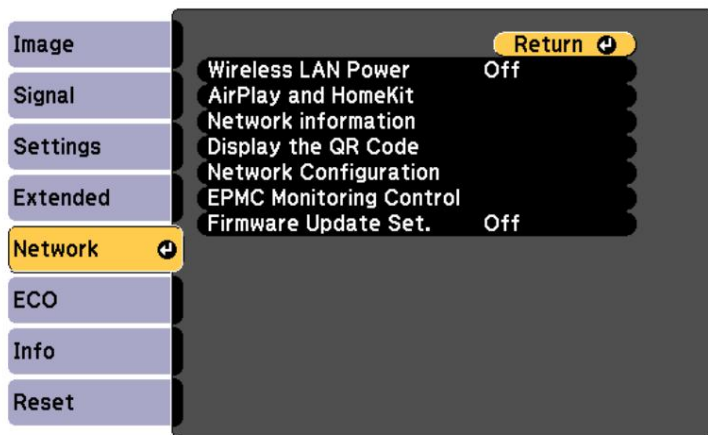 Image
Signal
Settings
Extended
Network
ECO
Info
Reset
Return
Wireless LAN Power Off
AirPlay and HomeKit
Network information
Display the QR Code
Network Configuration
EPMC Monitoring Control
Firmware Update Set. Off